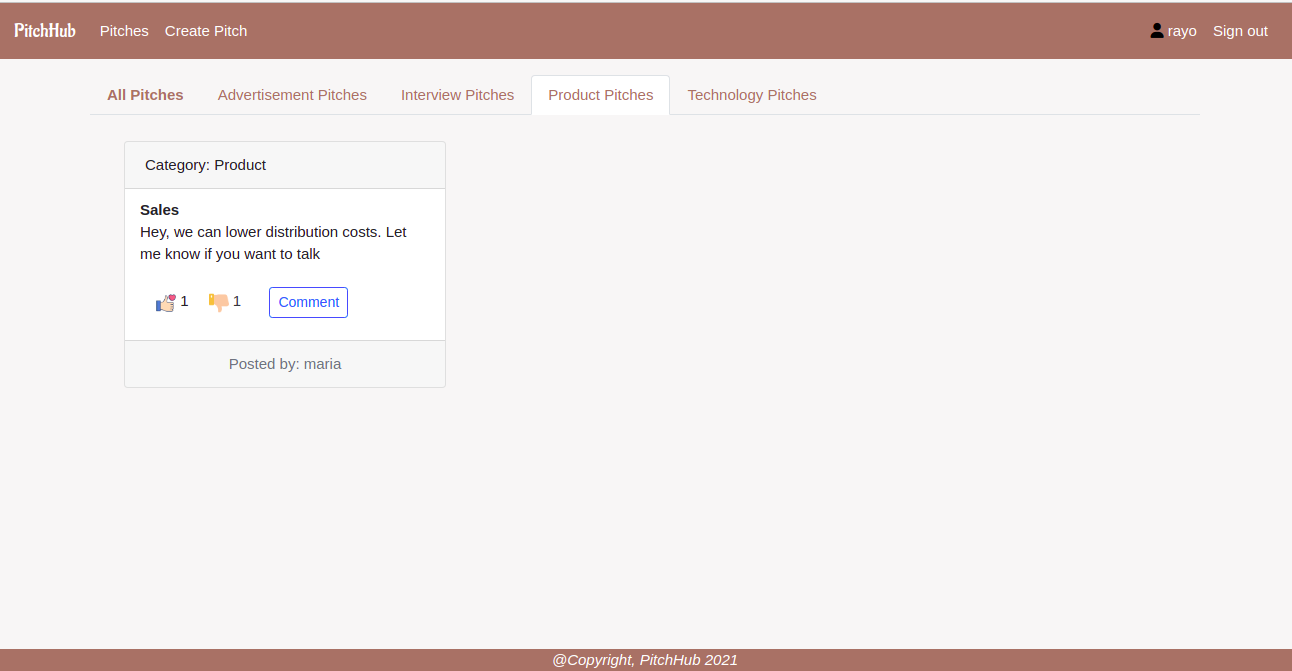 PitchHub Pitches Create Pitch rayo Sign out
All Pitches Advertisement Pitches Interview Pitches Product Pitches Technology Pitches
Category: Product
Sales
Hey, we can lower distribution costs. Let
me know if you want to talk
1 1 Comment
Posted by: maria
@Copyright, PitchHub 2021